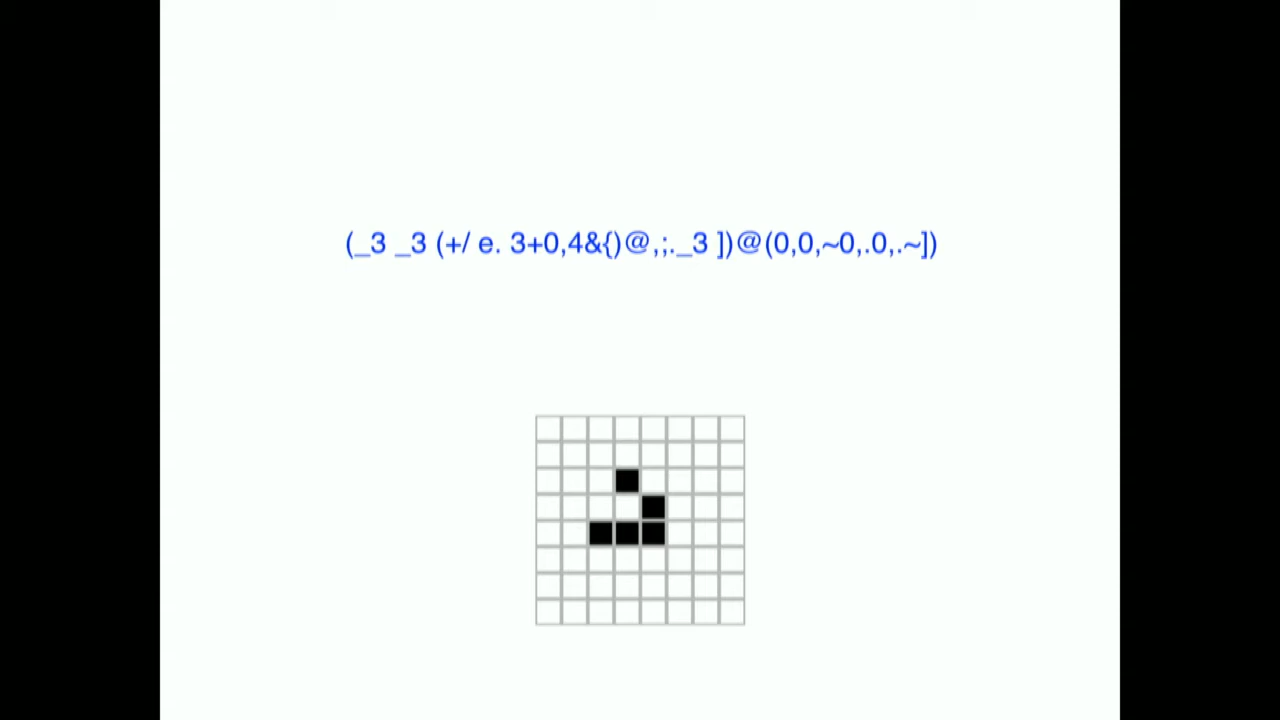 (_3 _3 (+/ e. 3+0,4&{)@,;._3 ])@(0,0,~0,.0,.~])